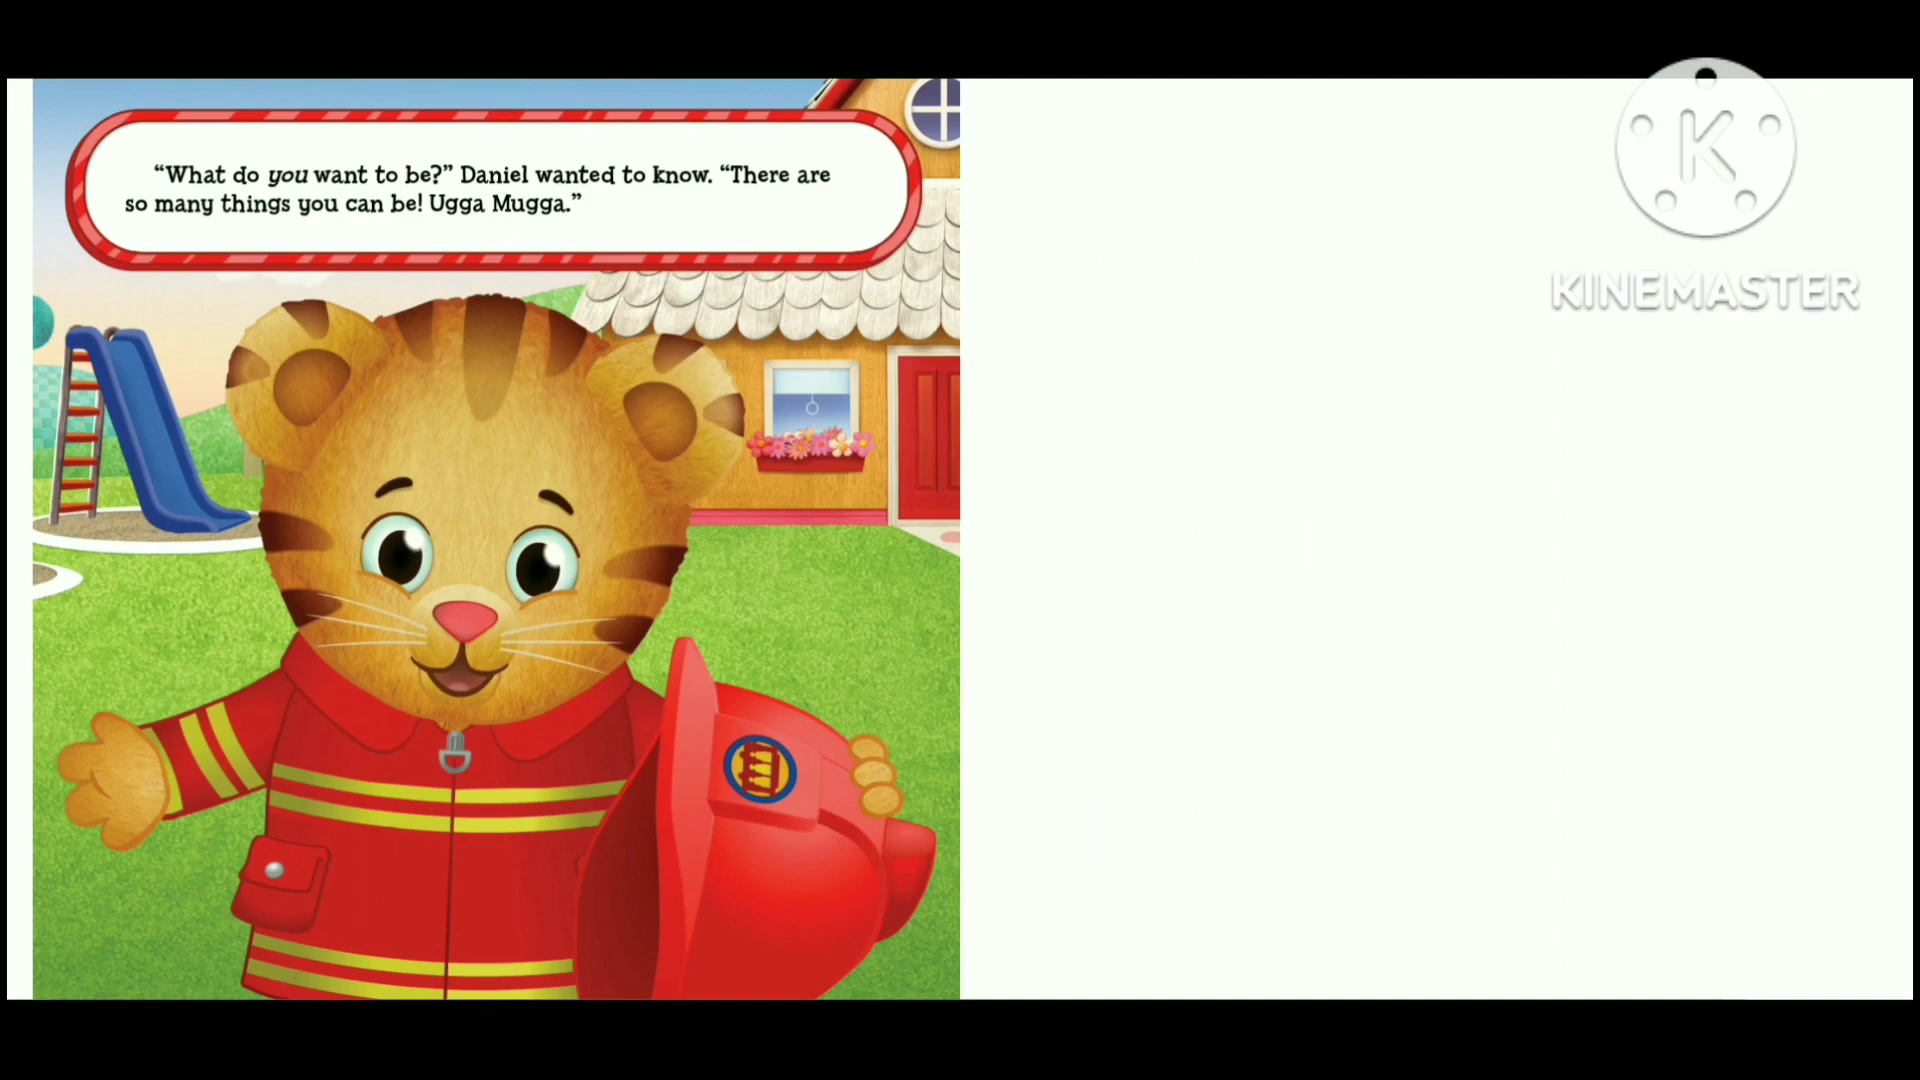 “What do you want to be?” Daniel wanted to know. “There are
so many things you can be! Ugga Mugga.”
K
KINEMASTER